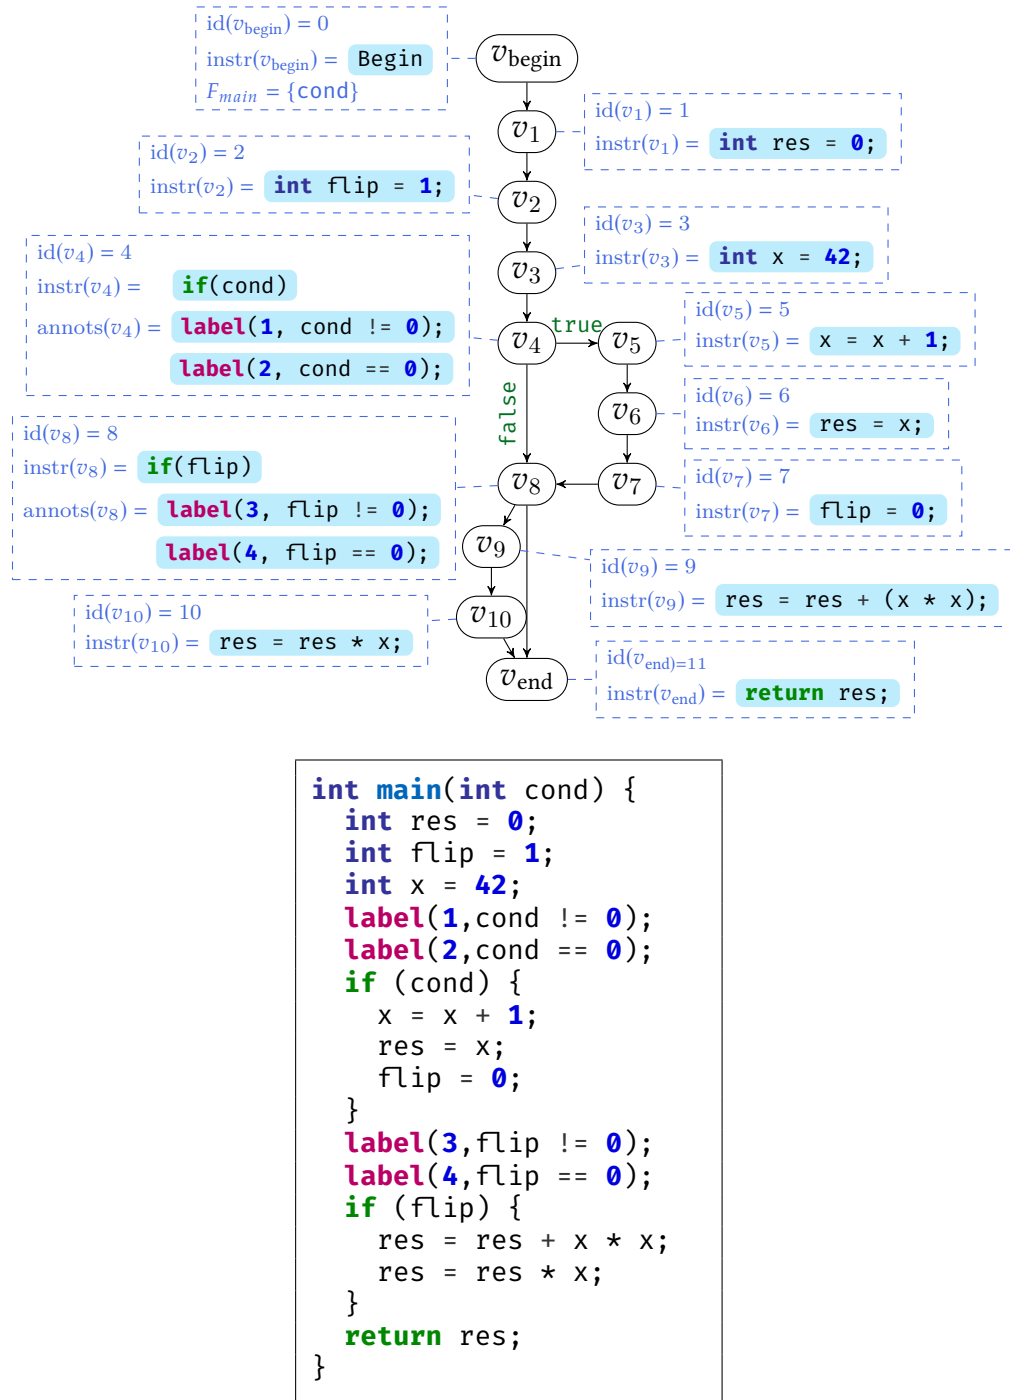 id(v_begin) = 0
instr(v_begin) = Begin
F_main = {cond}
v_begin
id(v_1) = 1
instr(v_1) = int res = 0;
v_1
id(v_2) = 2
instr(v_2) = int flip = 1;
v_2
id(v_3) = 3
instr(v_3) = int x = 42;
v_3
id(v_4) = 4
instr(v_4) = if(cond)
annots(v_4) = label(1, cond != 0);
label(2, cond == 0);
v_4
true
false
v_5
id(v_5) = 5
instr(v_5) = x = x + 1;
v_6
id(v_6) = 6
instr(v_6) = res = x;
v_7
id(v_7) = 7
instr(v_7) = flip = 0;
id(v_8) = 8
instr(v_8) = if(flip)
annots(v_8) = label(3, flip != 0);
label(4, flip == 0);
v_8
v_9
id(v_9) = 9
instr(v_9) = res = res + (x * x);
id(v_10) = 10
instr(v_10) = res = res * x;
v_10
v_end
id(v_end)=11
instr(v_end) = return res;
int main(int cond) {
int res = 0;
int flip = 1;
int x = 42;
label(1,cond != 0);
label(2,cond == 0);
if (cond) {
x = x + 1;
res = x;
flip = 0;
}
label(3,flip != 0);
label(4,flip == 0);
if (flip) {
res = res + x * x;
res = res * x;
}
return res;
}